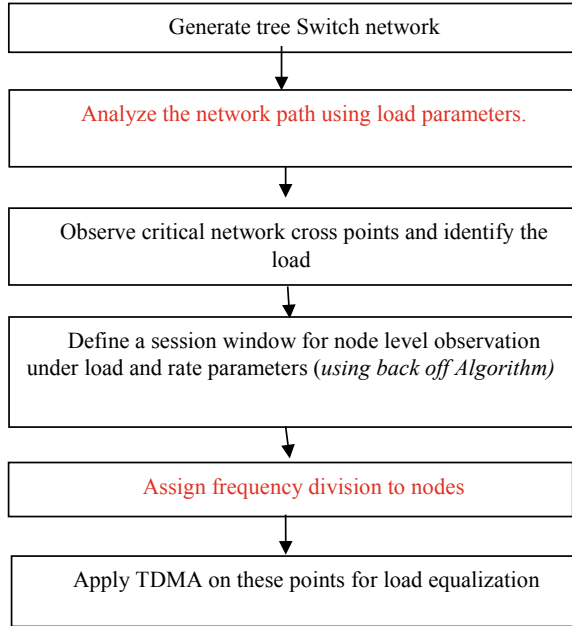 Generate tree Switch network
Analyze the network path using load parameters.
Observe critical network cross points and identify the
load
Define a session window for node level observation
under load and rate parameters (using back off Algorithm)
Assign frequency division to nodes
Apply TDMA on these points for load equalization